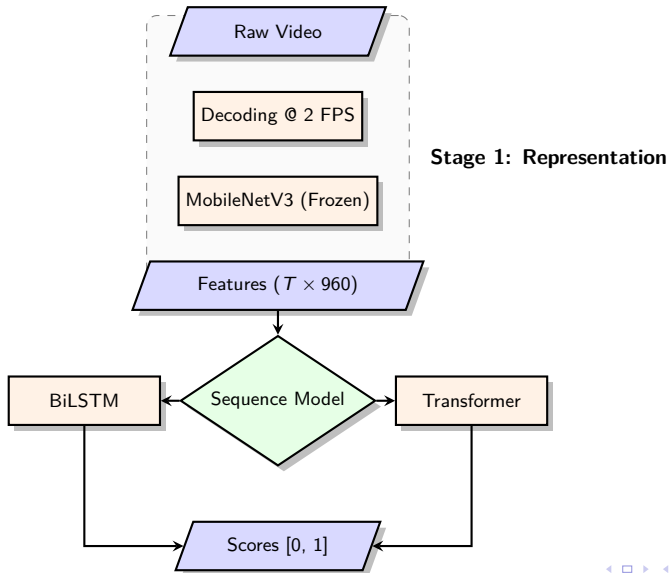 Raw Video
Decoding @ 2 FPS
Stage 1: Representation
MobileNetV3 (Frozen)
Features (T × 960)
BiLSTM
Sequence Model
Transformer
Scores [0, 1]